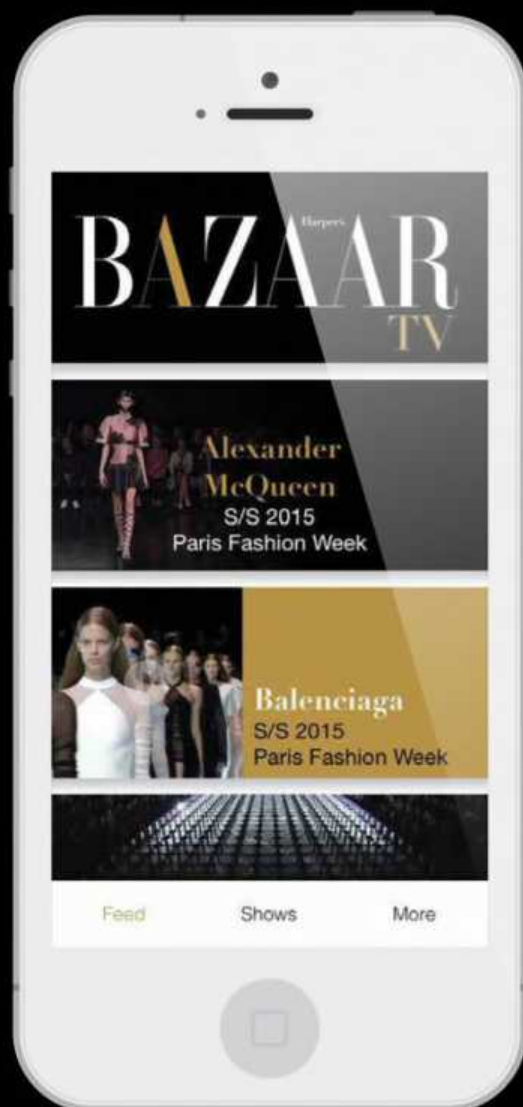 Harper's
BAZAAR
TV
Alexander
McQueen
S/S 2015
Paris Fashion Week
Balenciaga
S/S 2015
Paris Fashion Week
Feed Shows More